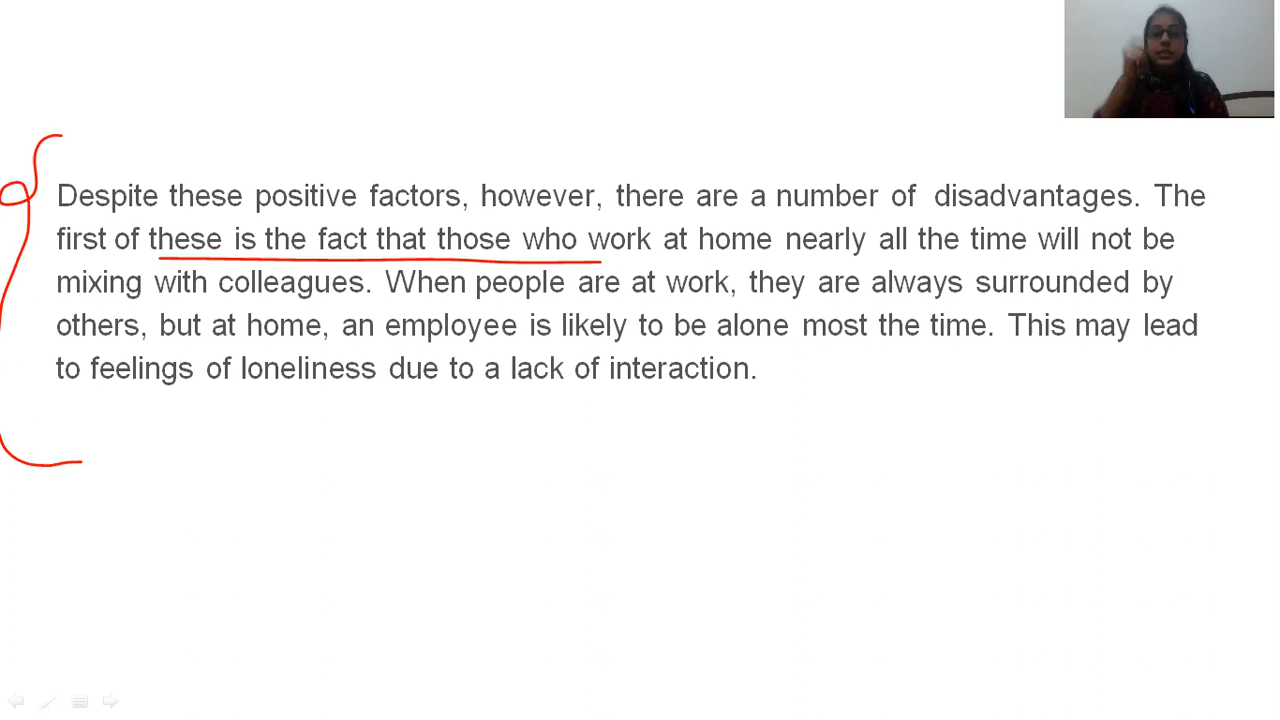 Despite these positive factors, however, there are a number of disadvantages. The
first of these is the fact that those who work at home nearly all the time will not be
mixing with colleagues. When people are at work, they are always surrounded by
others, but at home, an employee is likely to be alone most the time. This may lead
to feelings of loneliness due to a lack of interaction.